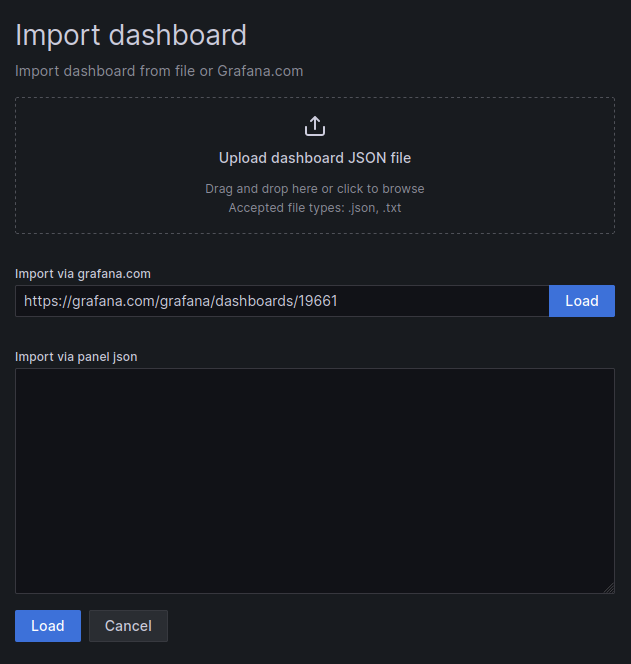 Import dashboard
Import dashboard from file or Grafana.com
Upload dashboard JSON file
Drag and drop here or click to browse
Accepted file types: .json, .txt
Import via grafana.com
https://grafana.com/grafana/dashboards/19661
Load
Import via panel json
Load
Cancel